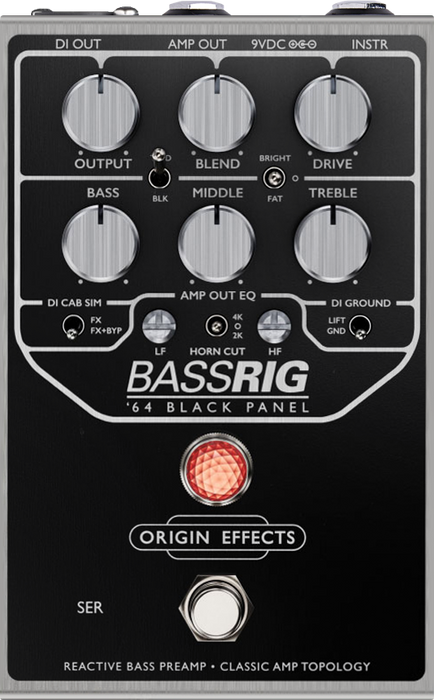 DI OUT AMP OUT 9VDC INSTR
OUTPUT BLEND DRIVE
BRIGHT
O
FAT
BLK
BASS MIDDLE TREBLE
AMP OUT EQ
DI CAB SIM
FX
FX+BYP
DI GROUND
LIFT
GND
4K
O
2K
LF HORN CUT HF
BASSRIG
'64 BLACK PANEL
ORIGIN EFFECTS
SER
REACTIVE BASS PREAMP • CLASSIC AMP TOPOLOGY